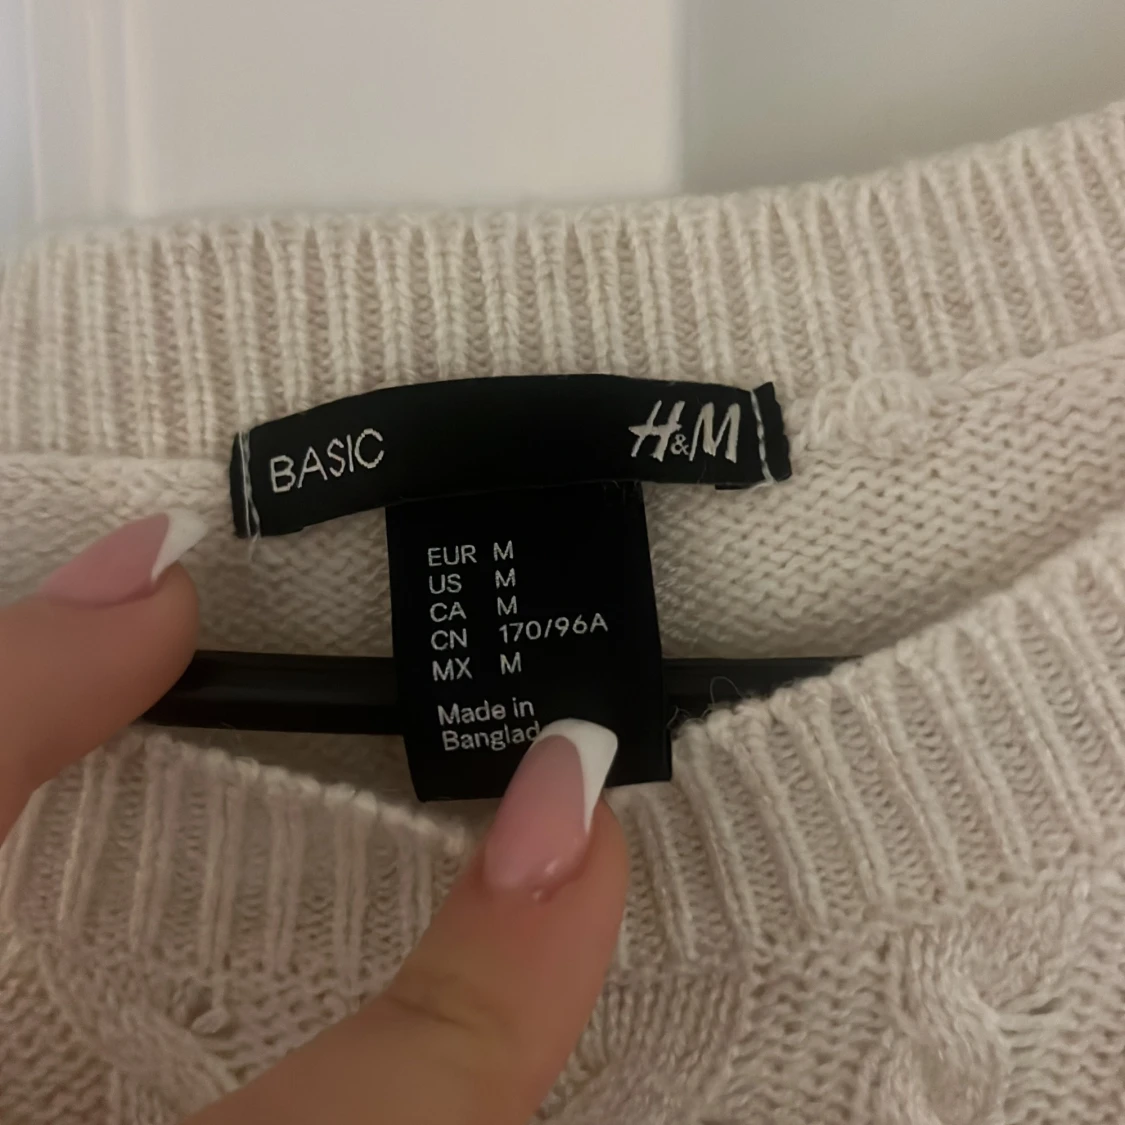 BASIC H&M
EUR M
US M
CA M
CN 170/96A
MX M
Made in